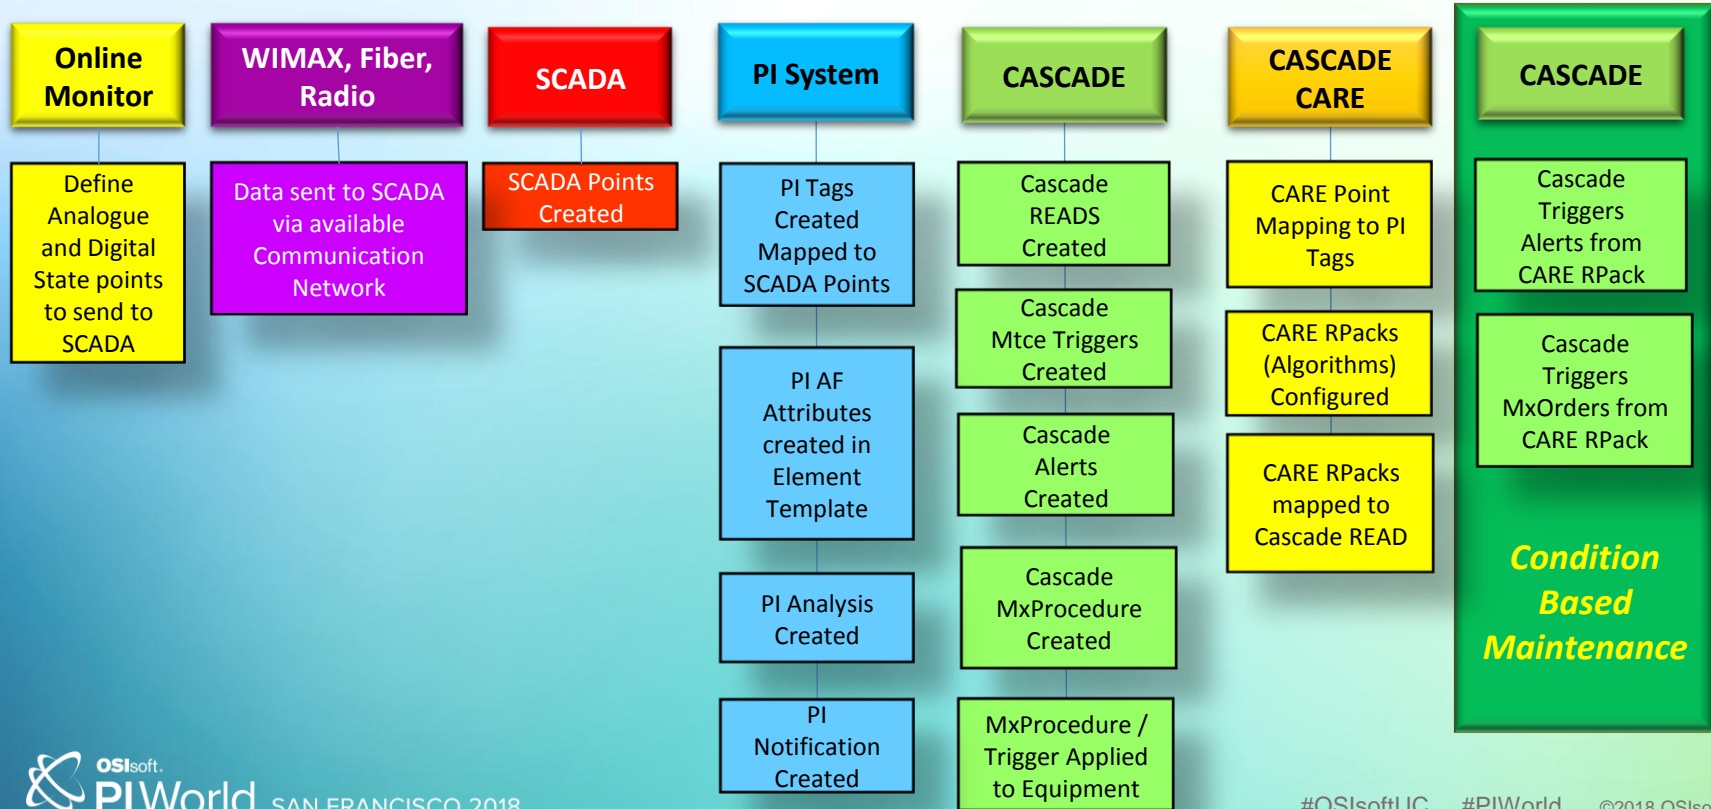 Online
Monitor
Define
Analogue
and Digital
State points
to send to
SCADA
WIMAX, Fiber,
Radio
Data sent to SCADA
via available
Communication
Network
SCADA
SCADA Points
Created
PI System
PI Tags
Created
Mapped to
SCADA Points
PI AF
Attributes
created in
Element
Template
PI Analysis
Created
PI
Notification
Created
CASCADE
Cascade
READS
Created
Cascade
Mtce Triggers
Created
Cascade
Alerts
Created
Cascade
MxProcedure
Created
MxProcedure /
Trigger Applied
to Equipment
CASCADE
CARE
CARE Point
Mapping to PI
Tags
CARE RPacks
(Algorithms)
Configured
CARE RPacks
mapped to
Cascade READ
CASCADE
Cascade
Triggers
Alerts from
CARE RPack
Cascade
Triggers
MxOrders from
CARE RPack
Condition
Based
Maintenance
OSIsoft.
PIWorld SAN FRANCISCO 2018
#OSIsoftUC #PIWorld ©2018 OSIso